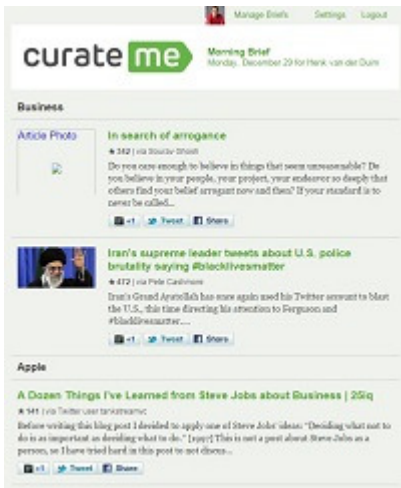 Manage Briefs Settings Logout
curate me
Morning Brief
Monday, December 29 for Henk van der Duim
Business
Article Photo
In search of arrogance
★ 342 | via Sourav Ghosh
Do you care enough to believe in things that seem unreasonable? Do
you believe in your people, your project, your endeavor so deeply that
others find your belief arrogant now and then? If your standard is to
never be called...
+1 Tweet Share
Iran's supreme leader tweets about U.S. police
brutality saying #blacklivesmatter
★ 472 | via Pete Cashmore
Iran's Grand Ayatollah has once again used his Twitter account to blast
the U.S., this time directing his attention to Ferguson and
#blacklivesmatter....
+1 Tweet Share
Apple
A Dozen Things I've Learned from Steve Jobs about Business | 25iq
★ 141 | via Twitter user
Before writing this blog post I decided to apply one of Steve Jobs' ideas: "Deciding what not to
do is as important as deciding what to do." [1997] This is not a post about Steve Jobs as a
person, so I have tried hard in this post to not discus...
+1 Tweet Share